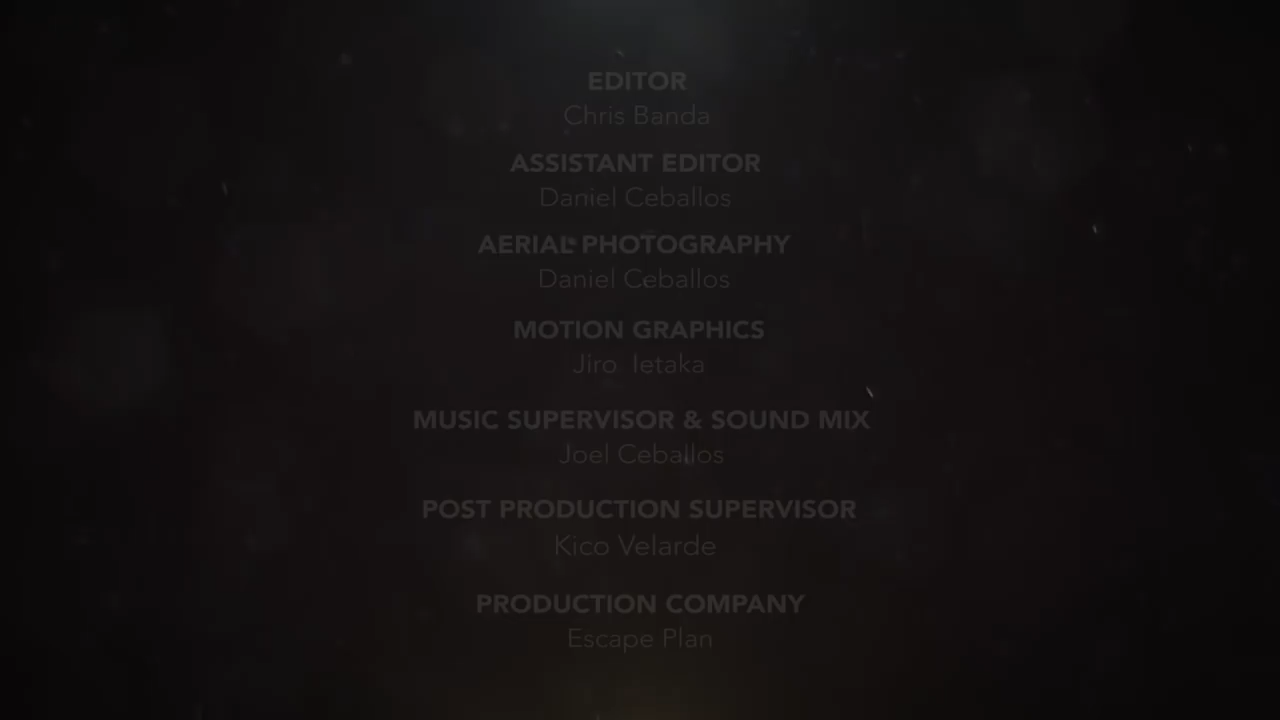 EDITOR
Chris Banda
ASSISTANT EDITOR
Daniel Ceballos
AERIAL PHOTOGRAPHY
Daniel Ceballos
MOTION GRAPHICS
Jiro Ietaka
MUSIC SUPERVISOR & SOUND MIX
Joel Ceballos
POST PRODUCTION SUPERVISOR
Kico Velarde
PRODUCTION COMPANY
Escape Plan